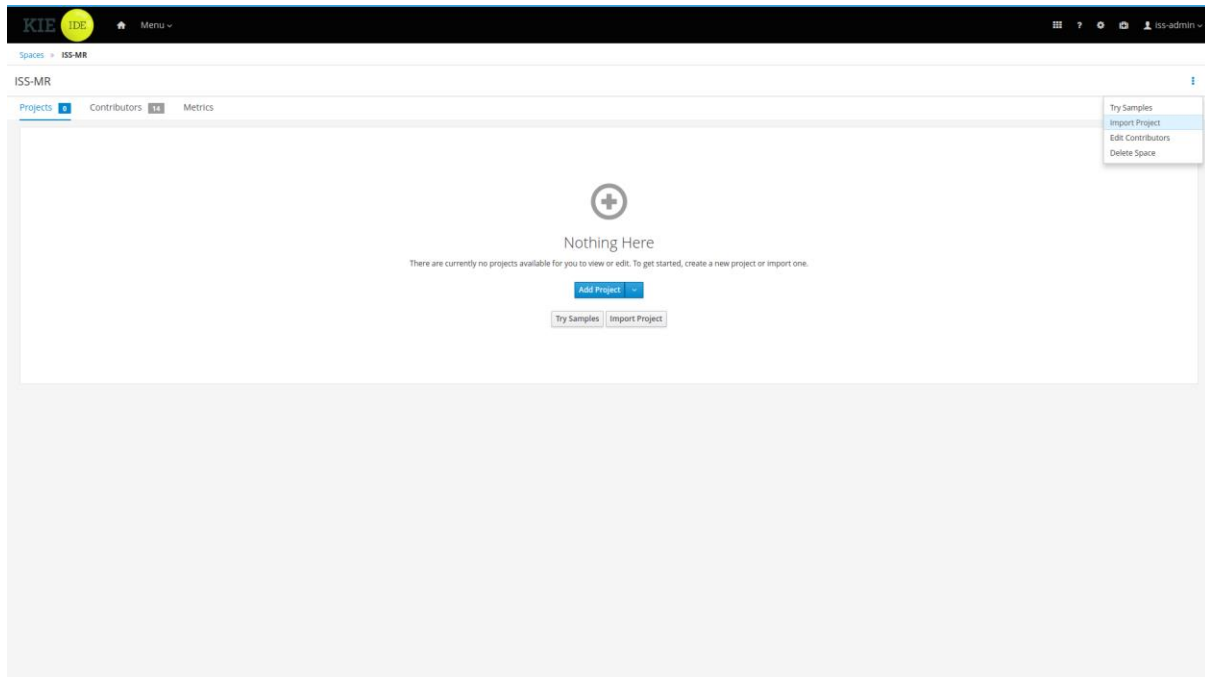 KIE IDE Menu ? iss-admin
Spaces » ISS-MR
ISS-MR
Projects 0 Contributors 14 Metrics
Try Samples
Import Project
Edit Contributors
Delete Space
Nothing Here
There are currently no projects available for you to view or edit. To get started, create a new project or import one.
Add Project
Try Samples Import Project